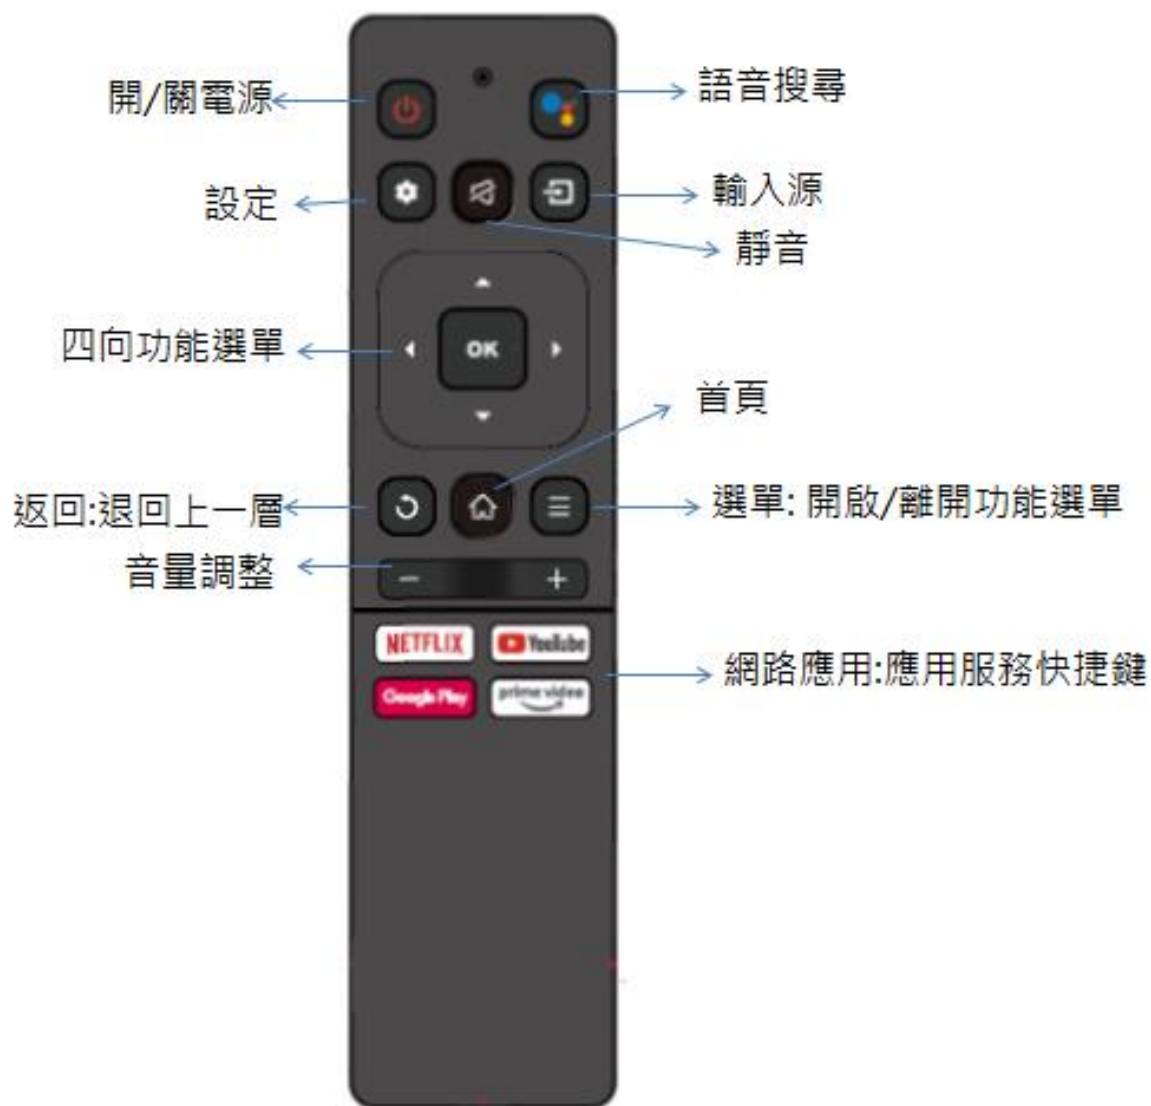 開/關電源
語音搜尋
設定
輸入源
靜音
四向功能選單
OK
首頁
返回:退回上一層
選單: 開啟/離開功能選單
音量調整
NETFLIX
YouTube
網路應用:應用服務快捷鍵
Google Play
prime video